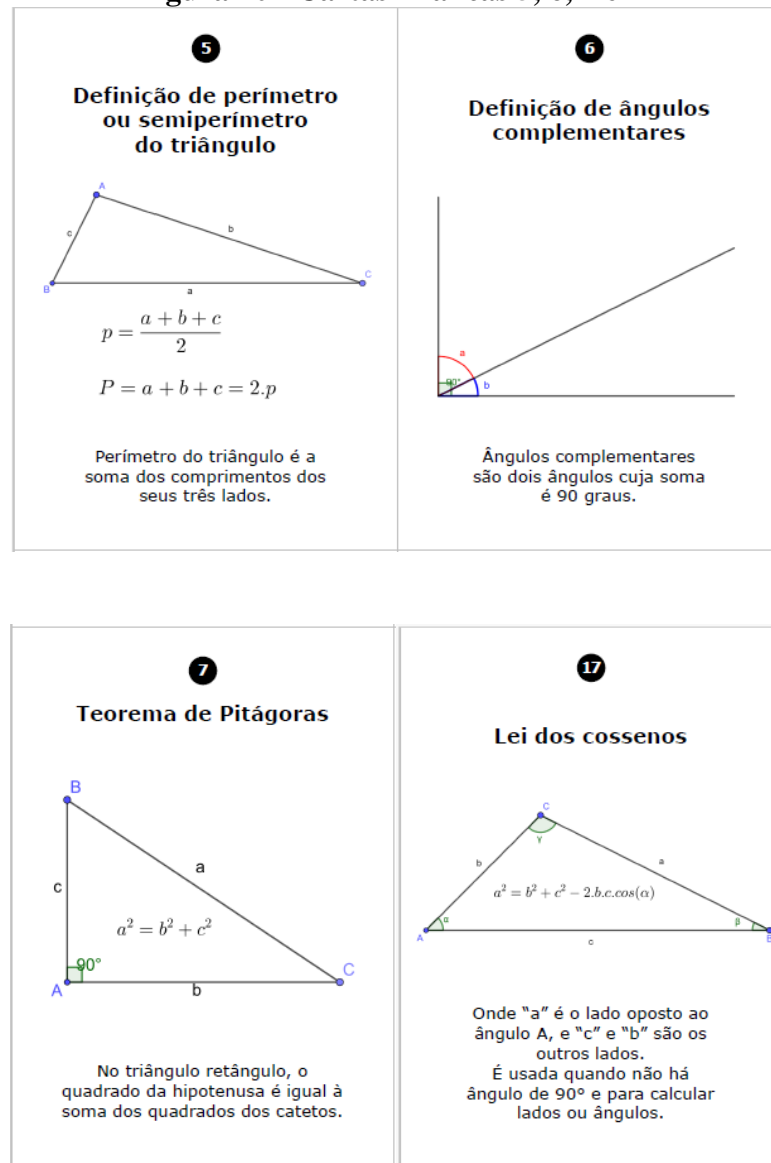 5
Definição de perímetro
ou semiperímetro
do triângulo
A
c
b
B
a
C
p = \frac{a + b + c}{2}
P = a + b + c = 2.p
Perímetro do triângulo é a
soma dos comprimentos dos
seus três lados.
6
Definição de ângulos
complementares
a
90°
b
Ângulos complementares
são dois ângulos cuja soma
é 90 graus.
7
Teorema de Pitágoras
B
a
c
a² = b² + c²
90°
A
b
C
No triângulo retângulo, o
quadrado da hipotenusa é igual à
soma dos quadrados dos catetos.
17
Lei dos cossenos
C
γ
b
a
a² = b² + c² − 2.b.c.cos(α)
α
β
A
c
B
Onde “a” é o lado oposto ao
ângulo A, e “c” e “b” são os
outros lados.
É usada quando não há
ângulo de 90° e para calcular
lados ou ângulos.